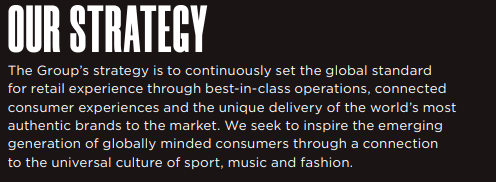 OUR STRATEGY
The Group's strategy is to continuously set the global standard
for retail experience through best-in-class operations, connected
consumer experiences and the unique delivery of the world's most
authentic brands to the market. We seek to inspire the emerging
generation of globally minded consumers through a connection
to the universal culture of sport, music and fashion.